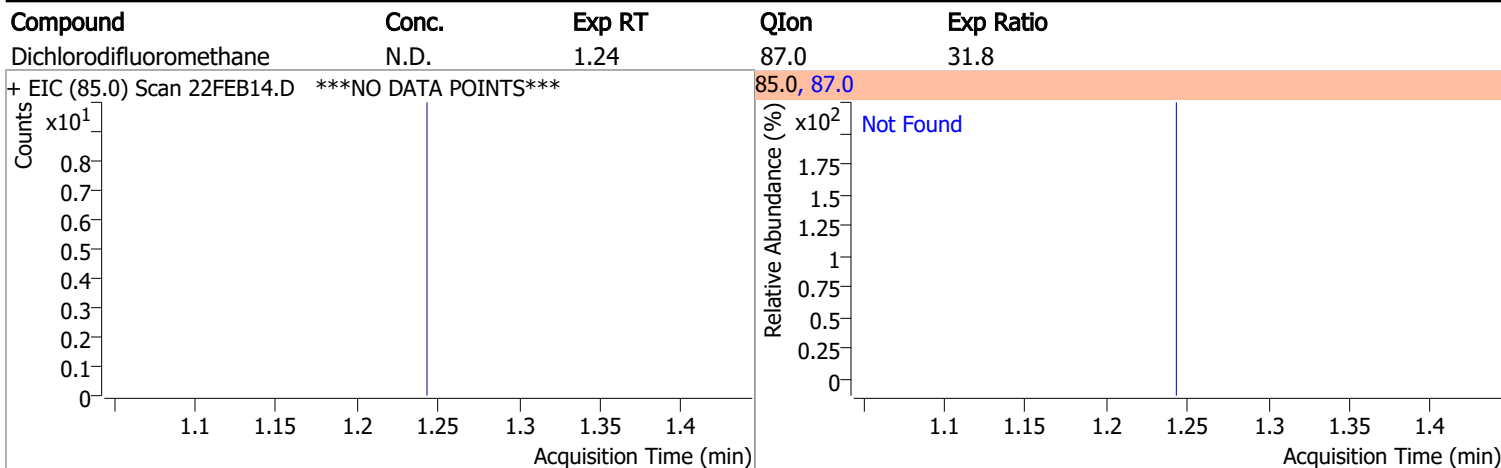 Compound Conc. Exp RT QIon Exp Ratio
Dichlorodifluoromethane N.D. 1.24 87.0 31.8
+ EIC (85.0) Scan 22FEB14.D ***NO DATA POINTS***
Counts
x10¹
0.8
0.7
0.6
0.5
0.4
0.3
0.2
0.1
0
1.1 1.15 1.2 1.25 1.3 1.35 1.4
Acquisition Time (min)
85.0, 87.0
Relative Abundance (%)
x10²
Not Found
1.75
1.5
1.25
1
0.75
0.5
0.25
0
1.1 1.15 1.2 1.25 1.3 1.35 1.4
Acquisition Time (min)